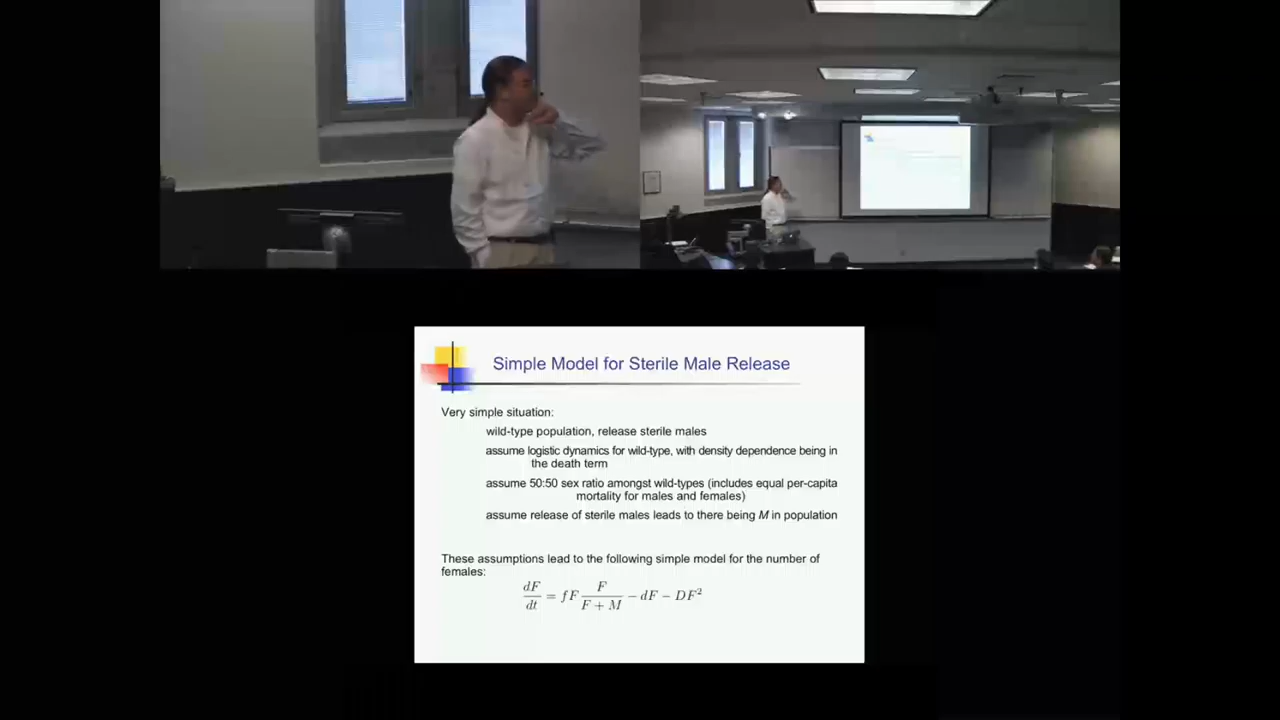 Simple Model for Sterile Male Release
Very simple situation:
wild-type population, release sterile males
assume logistic dynamics for wild-type, with density dependence being in
the death term
assume 50:50 sex ratio amongst wild-types (includes equal per-capita
mortality for males and females)
assume release of sterile males leads to there being M in population
These assumptions lead to the following simple model for the number of
females:
dF/dt = fF F/(F + M) − dF − DF²